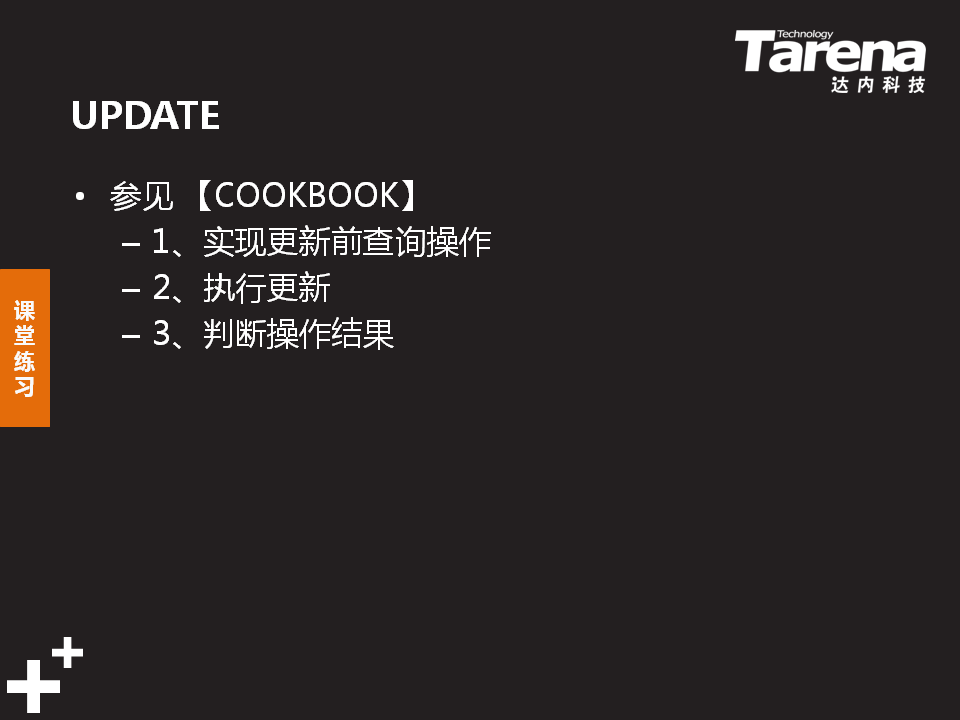 Technology
Tarena
达内科技
UPDATE
• 参见【COOKBOOK】
– 1、实现更新前查询操作
– 2、执行更新
– 3、判断操作结果
课堂练习